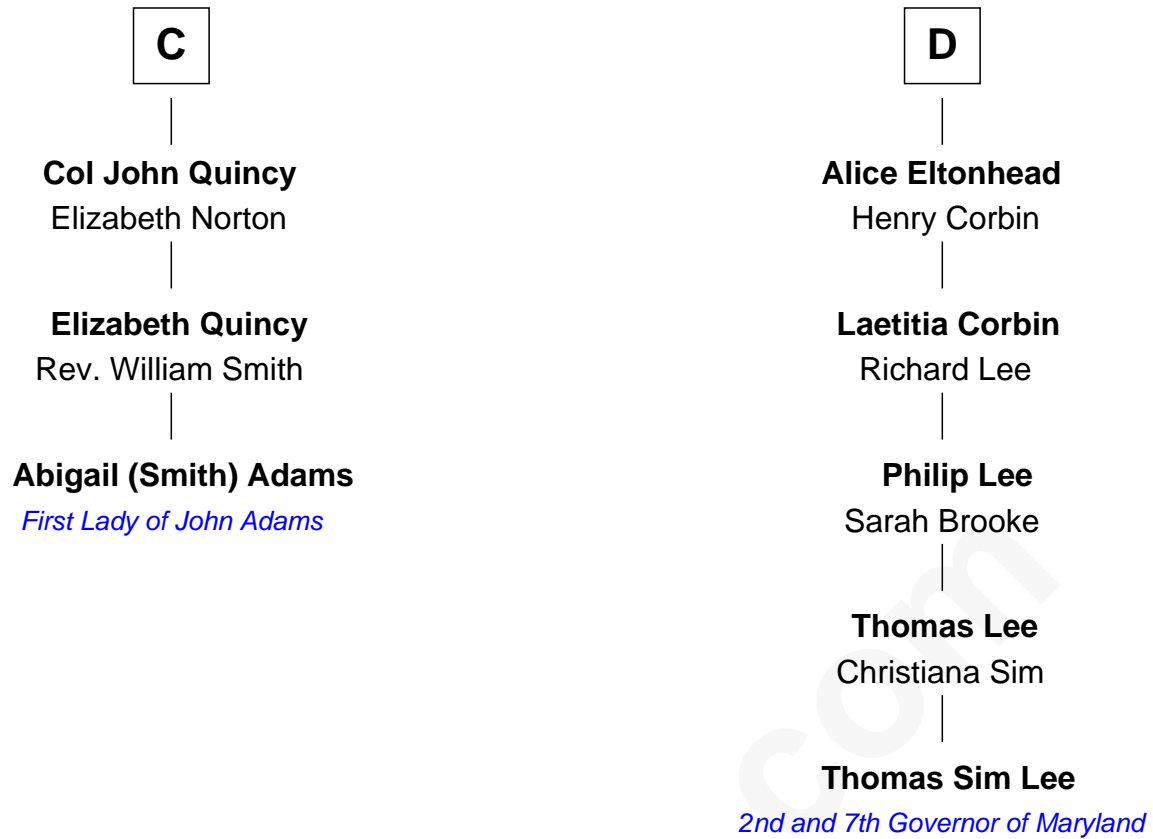 C
Col John Quincy
Elizabeth Norton
Elizabeth Quincy
Rev. William Smith
Abigail (Smith) Adams
First Lady of John Adams
D
Alice Eltonhead
Henry Corbin
Laetitia Corbin
Richard Lee
Philip Lee
Sarah Brooke
Thomas Lee
Christiana Sim
Thomas Sim Lee
2nd and 7th Governor of Maryland
com